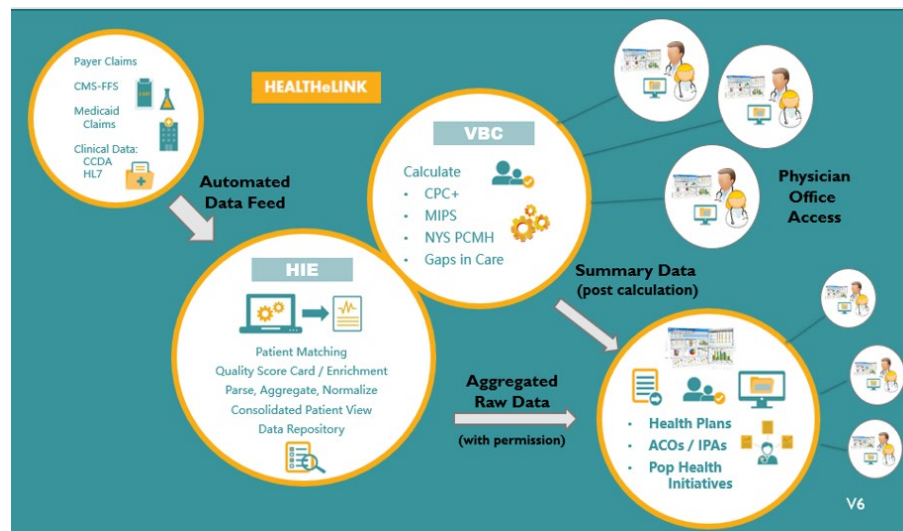 Payer Claims
CMS-FFS
Medicaid
Claims
Clinical Data:
CCDA
HL7
HEALTHeLINK
Automated
Data Feed
VBC
Calculate
• CPC+
• MIPS
• NYS PCMH
• Gaps in Care
Physician
Office
Access
HIE
Patient Matching
Quality Score Card / Enrichment
Parse, Aggregate, Normalize
Consolidated Patient View
Data Repository
Summary Data
(post calculation)
Aggregated
Raw Data
(with permission)
• Health Plans
• ACOs / IPAs
• Pop Health
Initiatives
V6